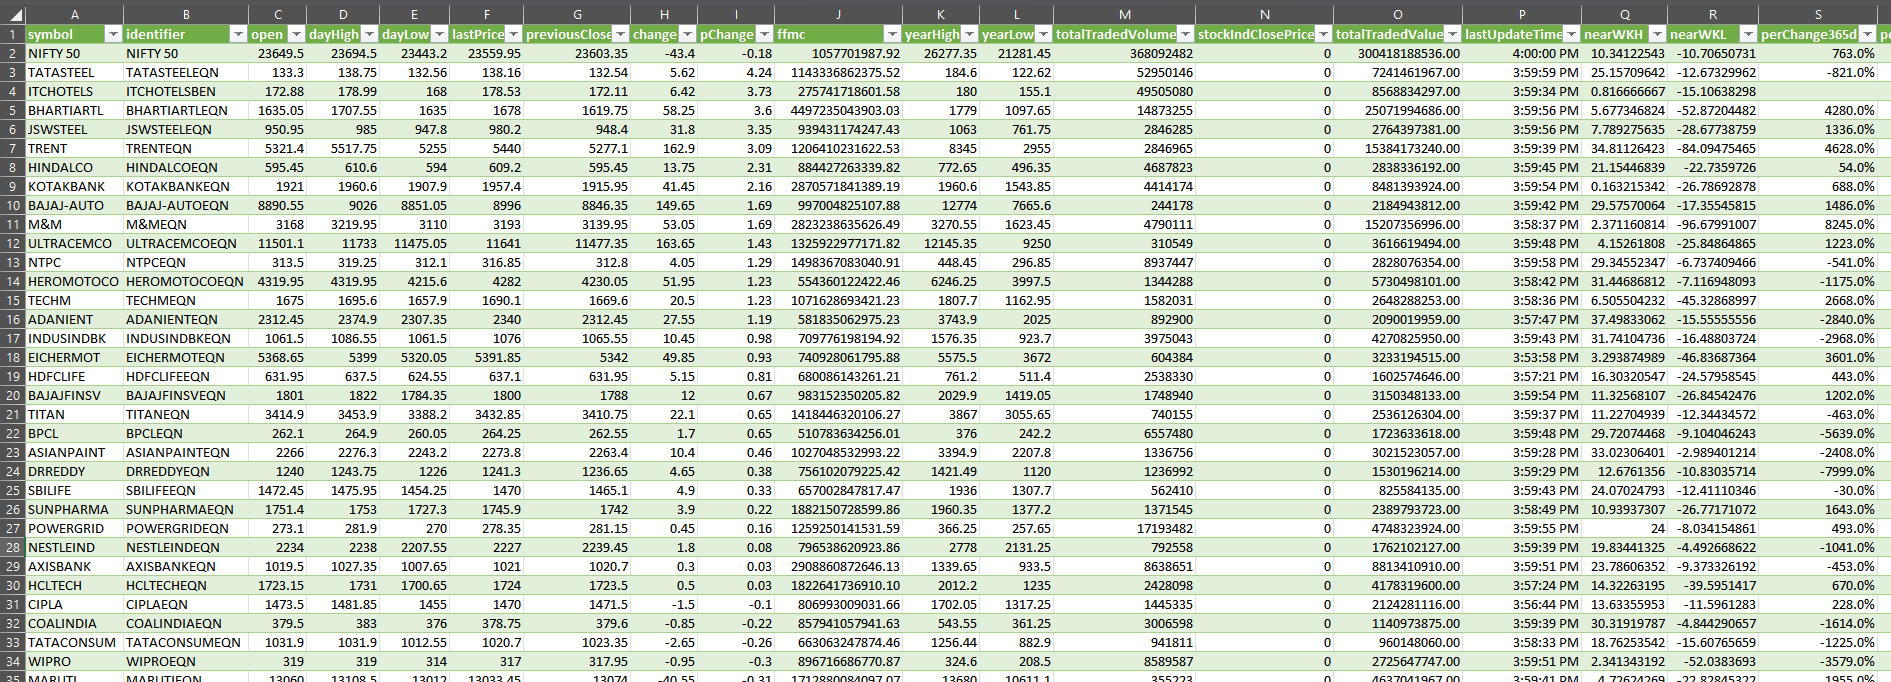 A B C D E F G H I J K L M N O P Q R S
1 symbol identifier open dayHigh dayLow lastPrice previousClose change pChange ffmc yearHigh yearLow totalTradedVolume stockIndClosePrice totalTradedValue lastUpdateTime nearWKH nearWKL perChange365d
2 NIFTY 50 NIFTY 50 23649.5 23694.5 23443.2 23559.95 23603.35 -43.4 -0.18 1057701987.92 26277.35 21281.45 368092482 0 300418188536.00 4:00:00 PM 10.34122543 -10.70650731 763.0%
3 TATASTEEL TATASTEELEQN 133.3 138.75 132.56 138.16 132.54 5.62 4.24 1143336862375.52 184.6 122.62 52950146 0 7241461967.00 3:59:59 PM 25.15709642 -12.67329962 -821.0%
4 ITCHOTELS ITCHOTELSBEN 172.88 178.99 168 178.53 172.11 6.42 3.73 275741718601.58 180 155.1 49505080 0 8568834297.00 3:59:34 PM 0.816666667 -15.10638298
5 BHARTIARTL BHARTIARTLEQN 1635.05 1707.55 1635 1678 1619.75 58.25 3.6 4497235043903.03 1779 1097.65 14873255 0 25071994686.00 3:59:56 PM 5.677346824 -52.87204482 4280.0%
6 JSWSTEEL JSWSTEELEQN 950.95 985 947.8 980.2 948.4 31.8 3.35 939431174247.43 1063 761.75 2846285 0 2764397381.00 3:59:56 PM 7.789275635 -28.67738759 1336.0%
7 TRENT TRENTEQN 5321.4 5517.75 5255 5440 5277.1 162.9 3.09 1206410231622.53 8345 2955 2846965 0 15384173240.00 3:59:39 PM 34.81126423 -84.09475465 4628.0%
8 HINDALCO HINDALCOEQN 595.45 610.6 594 609.2 595.45 13.75 2.31 884427263339.82 772.65 496.35 4687823 0 2838336192.00 3:59:45 PM 21.15446839 -22.7359726 54.0%
9 KOTAKBANK KOTAKBANKEQN 1921 1960.6 1907.9 1957.4 1915.95 41.45 2.16 2870571841389.19 1960.6 1543.85 4414174 0 8481393924.00 3:59:54 PM 0.163215342 -26.78692878 688.0%
10 BAJAJ-AUTO BAJAJ-AUTOEQN 8890.55 9026 8851.05 8996 8846.35 149.65 1.69 997004825107.88 12774 7665.6 244178 0 2184943812.00 3:59:42 PM 29.57570064 -17.35545815 1486.0%
11 M&M M&MEQN 3168 3219.95 3110 3193 3139.95 53.05 1.69 2823238635626.49 3270.55 1623.45 4790111 0 15207356996.00 3:58:37 PM 2.371160814 -96.67991007 8245.0%
12 ULTRACEMCO ULTRACEMCOEQN 11501.1 11733 11475.05 11641 11477.35 163.65 1.43 1325922977171.82 12145.35 9250 310549 0 3616619494.00 3:59:48 PM 4.15261808 -25.84864865 1223.0%
13 NTPC NTPCEQN 313.5 319.25 312.1 316.85 312.8 4.05 1.29 1498367083040.91 448.45 296.85 8937447 0 2828076354.00 3:59:58 PM 29.34552347 -6.737409466 -541.0%
14 HEROMOTOCO HEROMOTOCOEQN 4319.95 4319.95 4215.6 4282 4230.05 51.95 1.23 554360122422.46 6246.25 3997.5 1344288 0 5730498101.00 3:58:42 PM 31.44686812 -7.116948093 -1175.0%
15 TECHM TECHMEQN 1675 1695.6 1657.9 1690.1 1669.6 20.5 1.23 1071628693421.23 1807.7 1162.95 1582031 0 2648288253.00 3:58:36 PM 6.505504232 -45.32868997 2668.0%
16 ADANIENT ADANIENTEQN 2312.45 2374.9 2307.35 2340 2312.45 27.55 1.19 581835062975.23 3743.9 2025 892900 0 2090019959.00 3:57:47 PM 37.49833062 -15.55555556 -2840.0%
17 INDUSINDBK INDUSINDBKEQN 1061.5 1086.55 1061.5 1076 1065.55 10.45 0.98 709776198194.92 1576.35 923.7 3975043 0 4270825950.00 3:59:43 PM 31.74104736 -16.48803724 -2968.0%
18 EICHERMOT EICHERMOTEQN 5368.65 5399 5320.05 5391.85 5342 49.85 0.93 740928061795.88 5575.5 3672 604384 0 3233194515.00 3:53:58 PM 3.293874989 -46.83687364 3601.0%
19 HDFCLIFE HDFCLIFEEQN 631.95 637.5 624.55 637.1 631.95 5.15 0.81 680086143261.21 761.2 511.4 2538330 0 1602574646.00 3:57:21 PM 16.30320547 -24.57958545 443.0%
20 BAJAJFINSV BAJAJFINSVEQN 1801 1822 1784.35 1800 1788 12 0.67 983152350205.82 2029.9 1419.05 1748940 0 3150348133.00 3:59:54 PM 11.32568107 -26.84542476 1202.0%
21 TITAN TITANEQN 3414.9 3453.9 3388.2 3432.85 3410.75 22.1 0.65 1418446320106.27 3867 3055.65 740155 0 2536126304.00 3:59:37 PM 11.22704939 -12.34434572 -463.0%
22 BPCL BPCLEQN 262.1 264.9 260.05 264.25 262.55 1.7 0.65 510783634256.01 376 242.2 6557480 0 1723633618.00 3:59:48 PM 29.72074468 -9.104046243 -5639.0%
23 ASIANPAINT ASIANPAINTEQN 2266 2276.3 2243.2 2273.8 2263.4 10.4 0.46 1027048532993.22 3394.9 2207.8 1336756 0 3021523057.00 3:59:28 PM 33.02306401 -2.989401214 -2408.0%
24 DRREDDY DRREDDYEQN 1240 1243.75 1226 1241.3 1236.65 4.65 0.38 756102079225.42 1421.49 1120 1236992 0 1530196214.00 3:59:29 PM 12.6761356 -10.83035714 -7999.0%
25 SBILIFE SBILIFEEQN 1472.45 1475.95 1454.25 1470 1465.1 4.9 0.33 657002847817.47 1936 1307.7 562410 0 825584135.00 3:59:43 PM 24.07024793 -12.41110346 -30.0%
26 SUNPHARMA SUNPHARMAEQN 1751.4 1753 1727.3 1745.9 1742 3.9 0.22 1882150728599.86 1960.35 1377.2 1371545 0 2389793723.00 3:58:49 PM 10.93937307 -26.77171072 1643.0%
27 POWERGRID POWERGRIDEQN 273.1 281.9 270 278.35 281.15 0.45 0.16 1259250141531.59 366.25 257.65 17193482 0 4748323924.00 3:59:55 PM 24 -8.034154861 493.0%
28 NESTLEIND NESTLEINDEQN 2234 2238 2207.55 2227 2239.45 1.8 0.08 796538620923.86 2778 2131.25 792558 0 1762102127.00 3:59:39 PM 19.83441325 -4.492668622 -1041.0%
29 AXISBANK AXISBANKEQN 1019.5 1027.35 1007.65 1021 1020.7 0.3 0.03 2908860872646.13 1339.65 933.5 8638651 0 8813410910.00 3:59:51 PM 23.78606352 -9.373326192 -453.0%
30 HCLTECH HCLTECHEQN 1723.15 1731 1700.65 1724 1723.5 0.5 0.03 1822641736910.10 2012.2 1235 2428098 0 4178319600.00 3:57:24 PM 14.32263195 -39.5951417 670.0%
31 CIPLA CIPLAEQN 1473.5 1481.85 1455 1470 1471.5 -1.5 -0.1 806993009031.66 1702.05 1317.25 1445335 0 2124281116.00 3:56:44 PM 13.63355953 -11.5961283 228.0%
32 COALINDIA COALINDIAEQN 379.5 383 376 378.75 379.6 -0.85 -0.22 857941057941.63 543.55 361.25 3006598 0 1140973875.00 3:59:39 PM 30.31919787 -4.844290657 -1614.0%
33 TATACONSUM TATACONSUMEQN 1031.9 1031.9 1012.55 1020.7 1023.35 -2.65 -0.26 663063247874.46 1256.44 882.9 941811 0 960148060.00 3:58:33 PM 18.76253542 -15.60765659 -1225.0%
34 WIPRO WIPROEQN 319 319 314 317 317.95 -0.95 -0.3 896716686770.87 324.6 208.5 8589587 0 2725647747.00 3:59:51 PM 2.341343192 -52.0383693 -3579.0%
35 MARUTI MARUTIEQN 13060 13108.5 13012 13033.45 13074 -40.55 -0.31 1712880084097.07 13680 10611.1 355223 0 4637041967.00 3:59:41 PM 4.72624269 -22.82845322 1955.0%